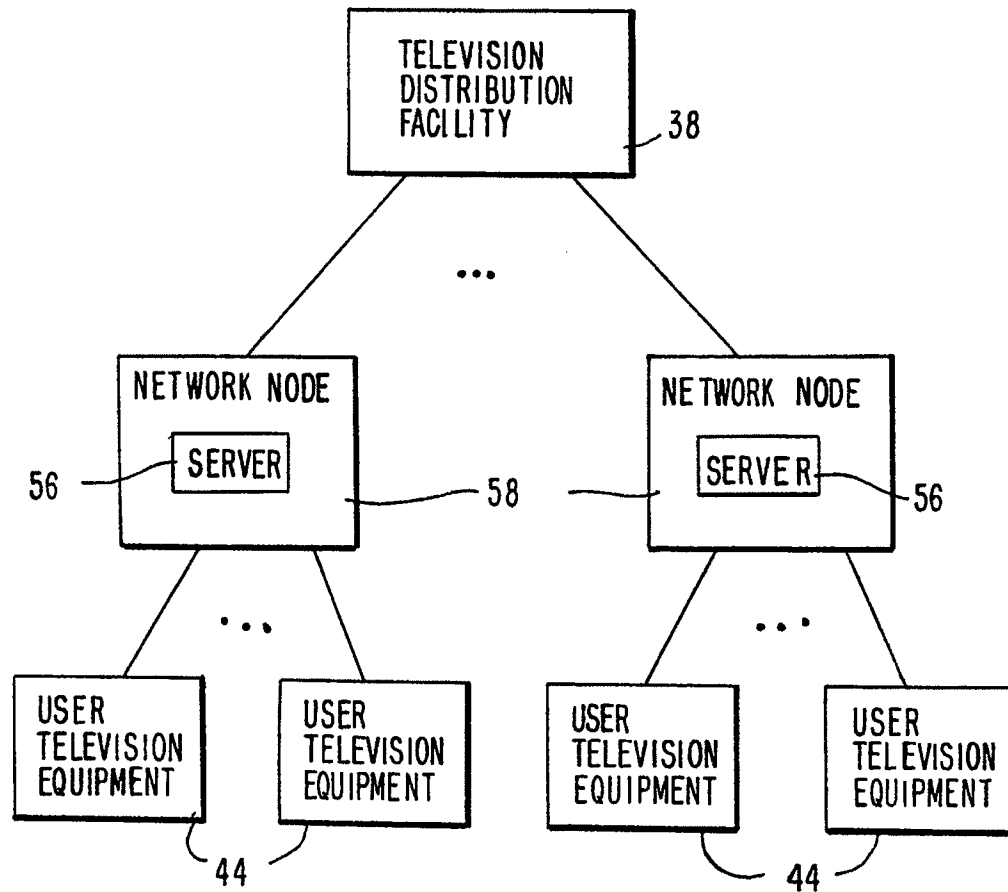 TELEVISION
DISTRIBUTION
FACILITY
38
...
NETWORK NODE
SERVER
56
58
NETWORK NODE
SERVER
56
...
...
USER
TELEVISION
EQUIPMENT
USER
TELEVISION
EQUIPMENT
44
USER
TELEVISION
EQUIPMENT
USER
TELEVISION
EQUIPMENT
44